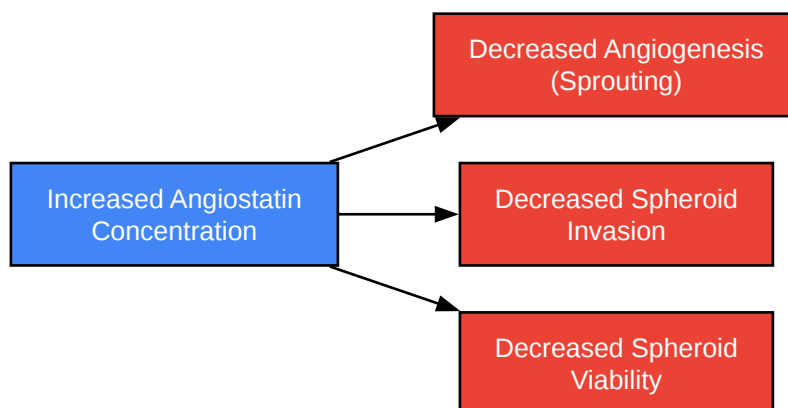 Decreased Angiogenesis
(Sprouting)
Increased Angiostatin
Concentration
Decreased Spheroid
Invasion
Decreased Spheroid
Viability